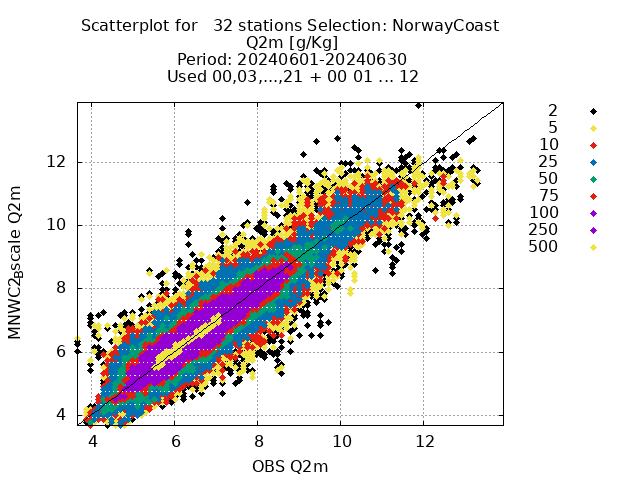 Scatterplot for   32 stations Selection: NorwayCoast
Q2m [g/Kg]
Period: 20240601-20240630
Used 00,03,...,21 + 00 01 ... 12
2
5
10
25
50
75
100
250
500
12
10
8
6
4
4 6 8 10 12
OBS Q2m